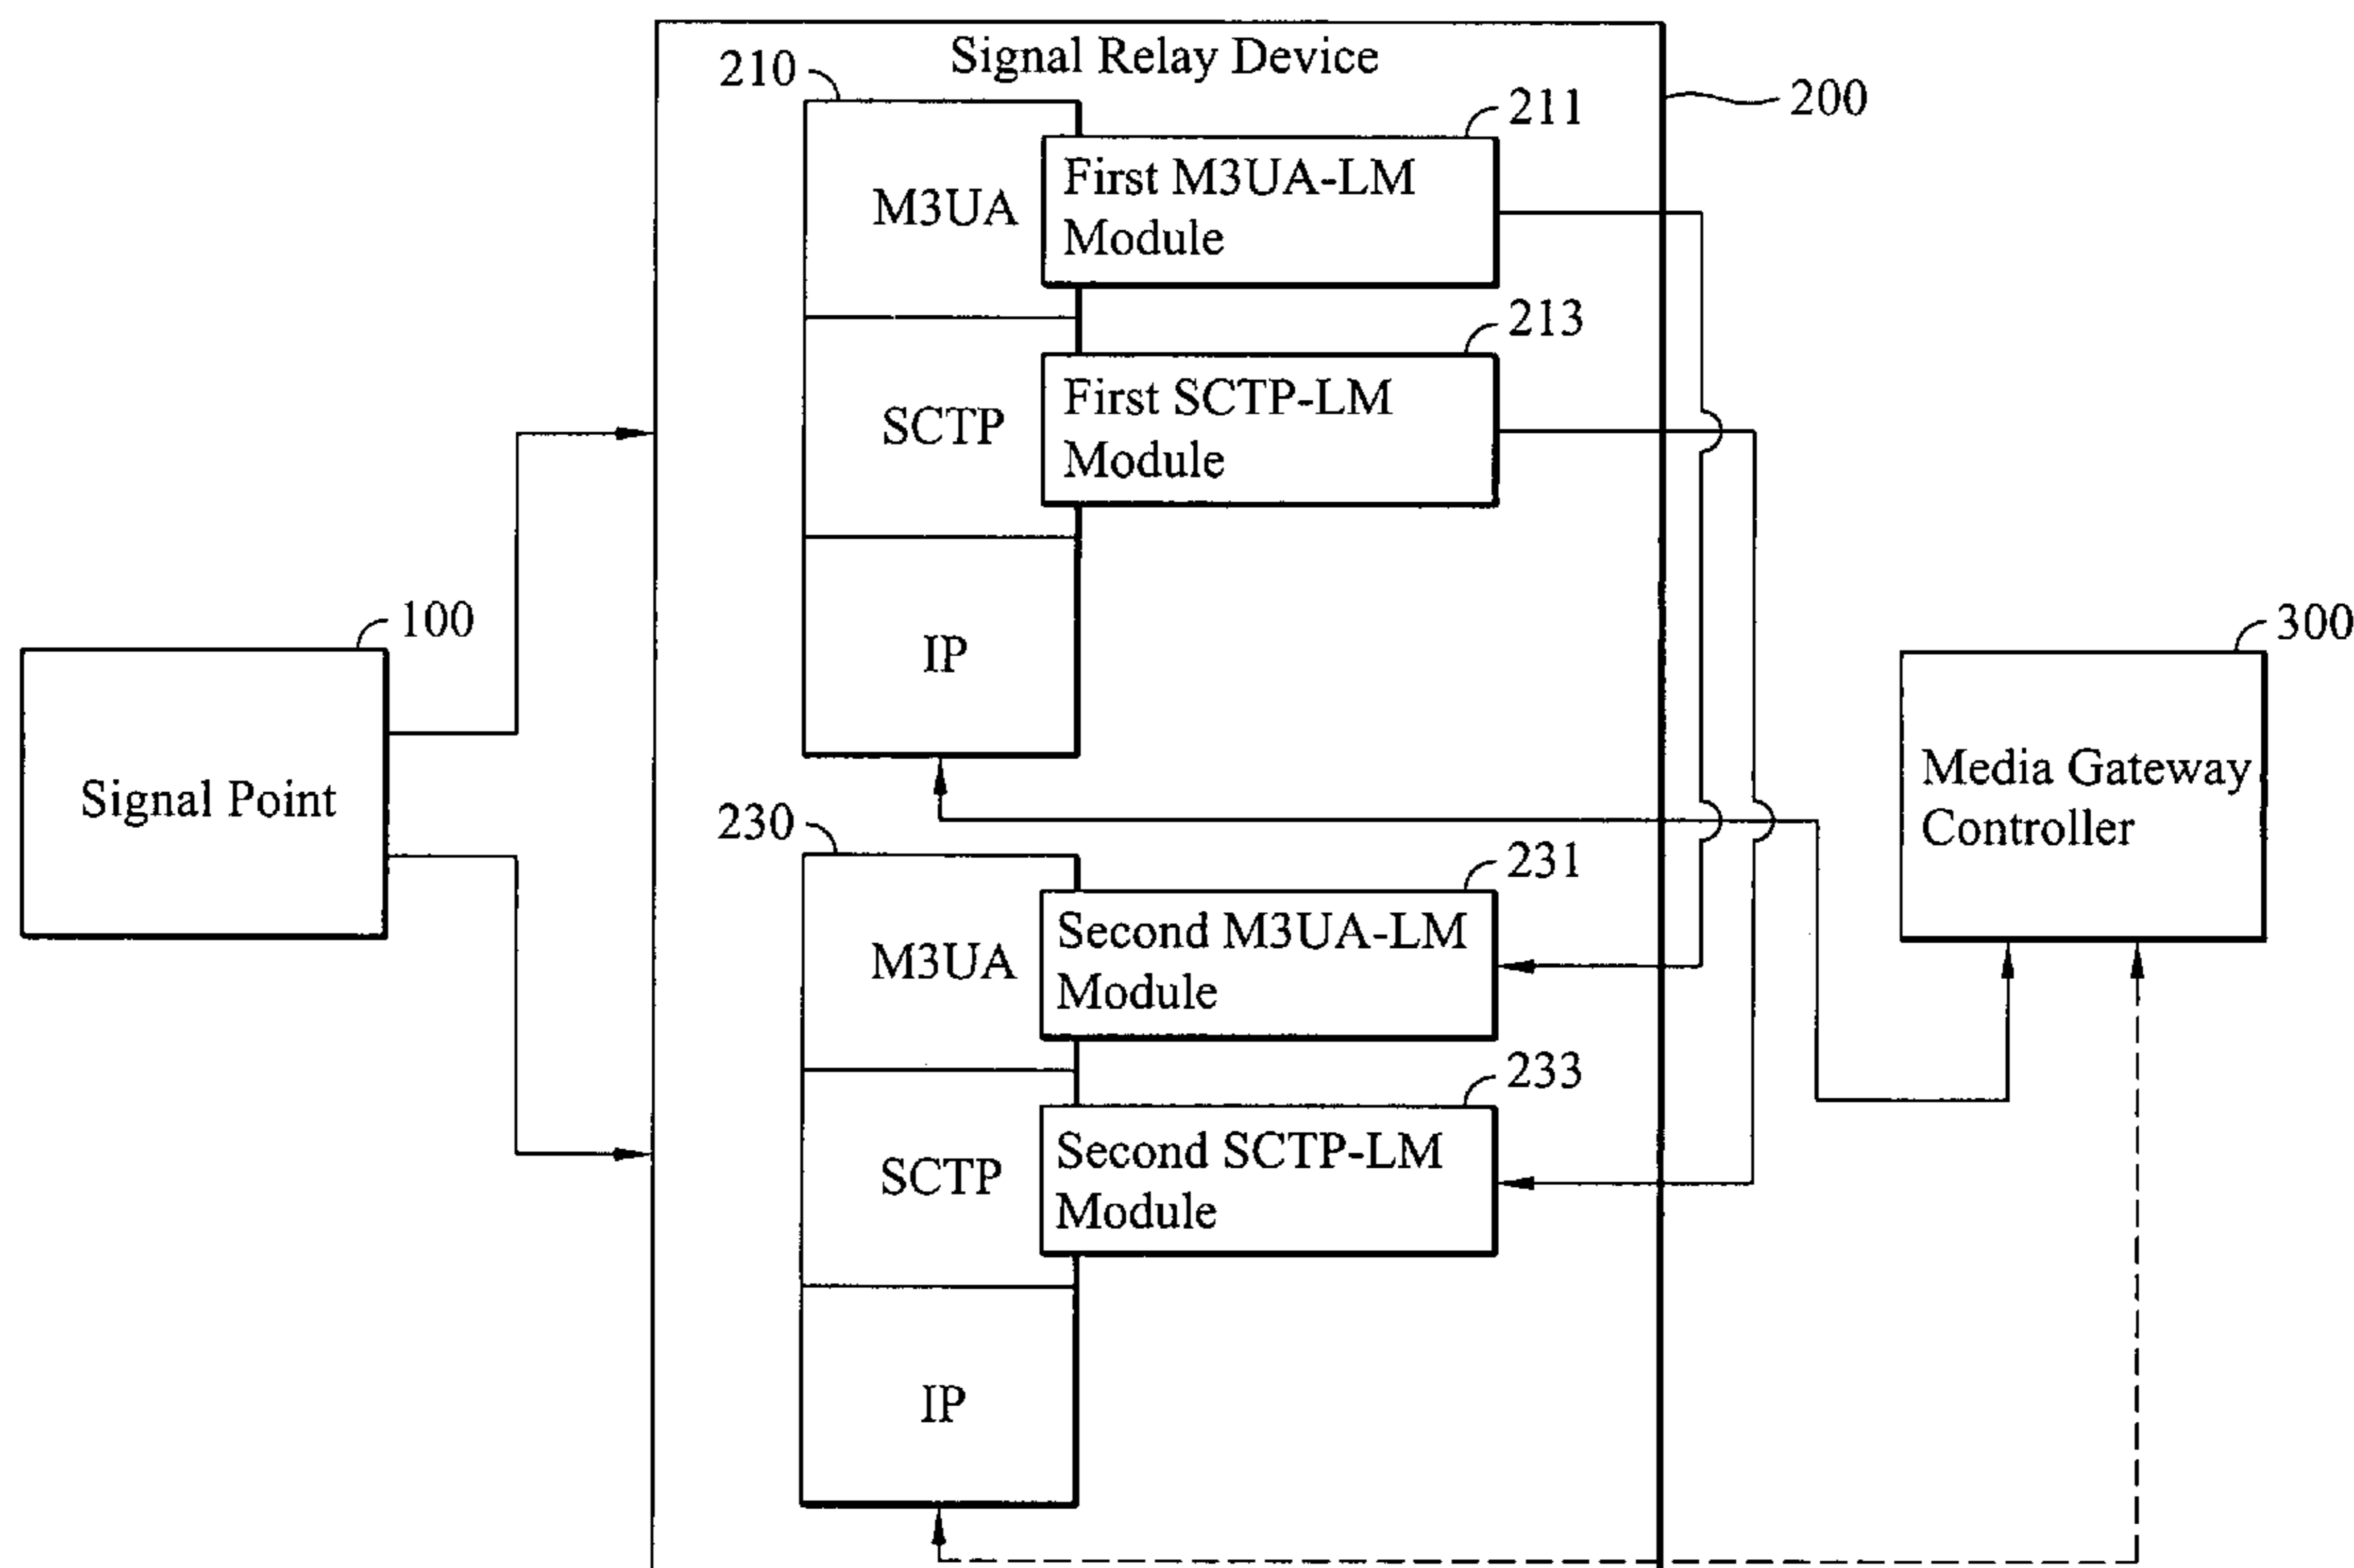 Signal Relay Device
210
200
211
First M3UA-LM
Module
M3UA
213
First SCTP-LM
Module
SCTP
IP
100
Signal Point
300
Media Gateway
Controller
230
231
Second M3UA-LM
Module
M3UA
233
Second SCTP-LM
Module
SCTP
IP